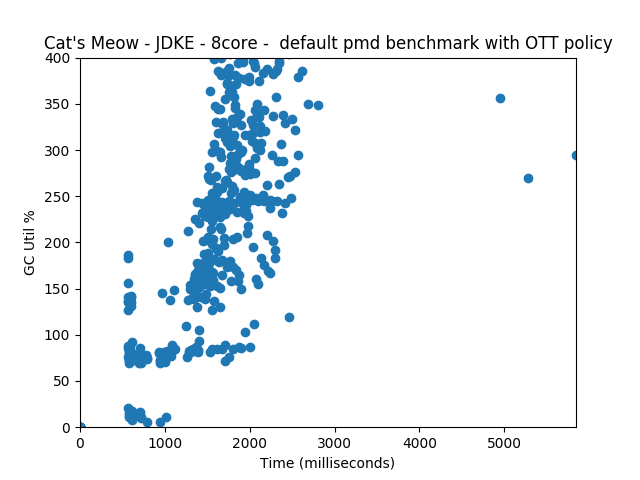 Cat's Meow - JDKE - 8core -  default pmd benchmark with OTT policy
400
350
300
250
200
150
100
50
0
GC Util %
0 1000 2000 3000 4000 5000
Time (milliseconds)